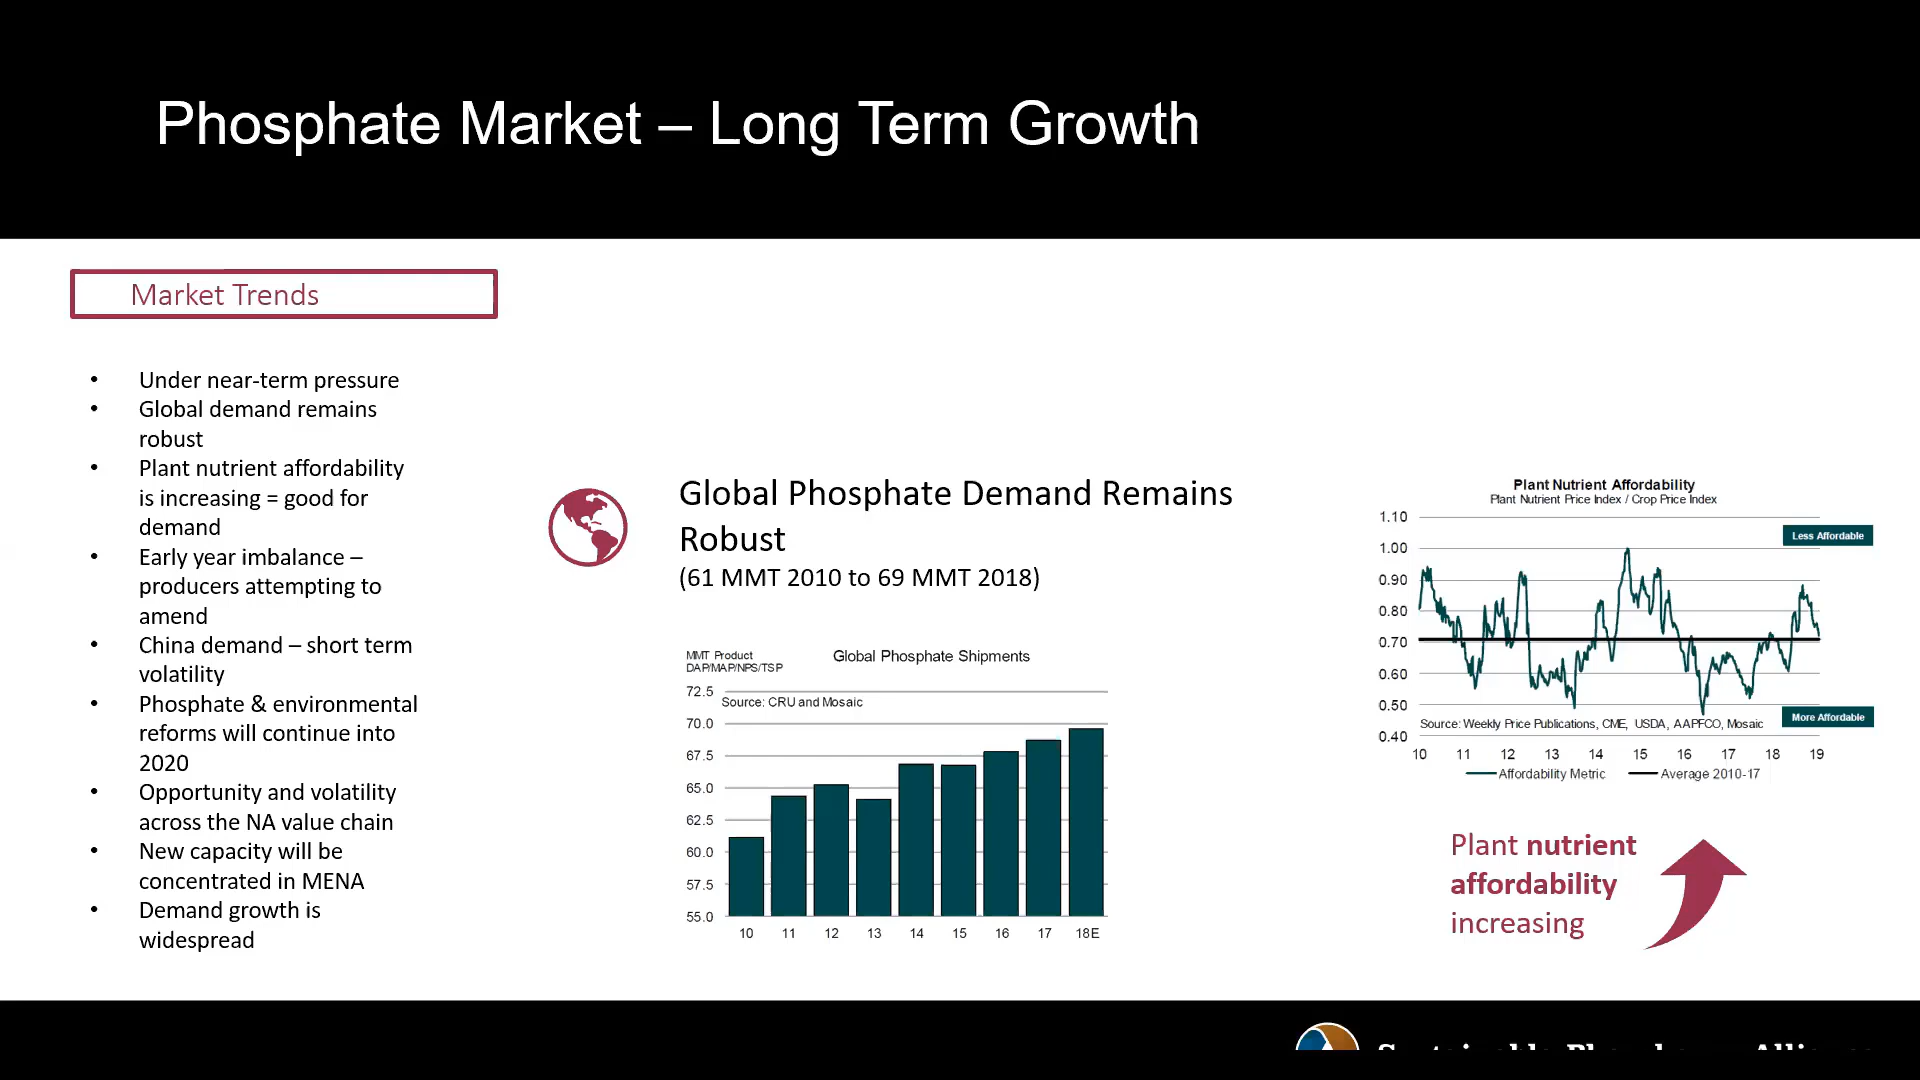 Phosphate Market – Long Term Growth
Market Trends
• Under near-term pressure
• Global demand remains
robust
• Plant nutrient affordability
is increasing = good for
demand
• Early year imbalance –
producers attempting to
amend
• China demand – short term
volatility
• Phosphate & environmental
reforms will continue into
2020
• Opportunity and volatility
across the NA value chain
• New capacity will be
concentrated in MENA
• Demand growth is
widespread
Global Phosphate Demand Remains
Robust
(61 MMT 2010 to 69 MMT 2018)
MMT Product
DAP/MAP/NPS/TSP
Global Phosphate Shipments
72.5
Source: CRU and Mosaic
70.0
67.5
65.0
62.5
60.0
57.5
55.0
10 11 12 13 14 15 16 17 18E
Plant Nutrient Affordability
Plant Nutrient Price Index / Crop Price Index
1.10
Less Affordable
1.00
0.90
0.80
0.70
0.60
0.50
More Affordable
Source: Weekly Price Publications, CME, USDA, AAPFCO, Mosaic
0.40
10 11 12 13 14 15 16 17 18 19
Affordability Metric Average 2010-17
Plant nutrient
affordability
increasing